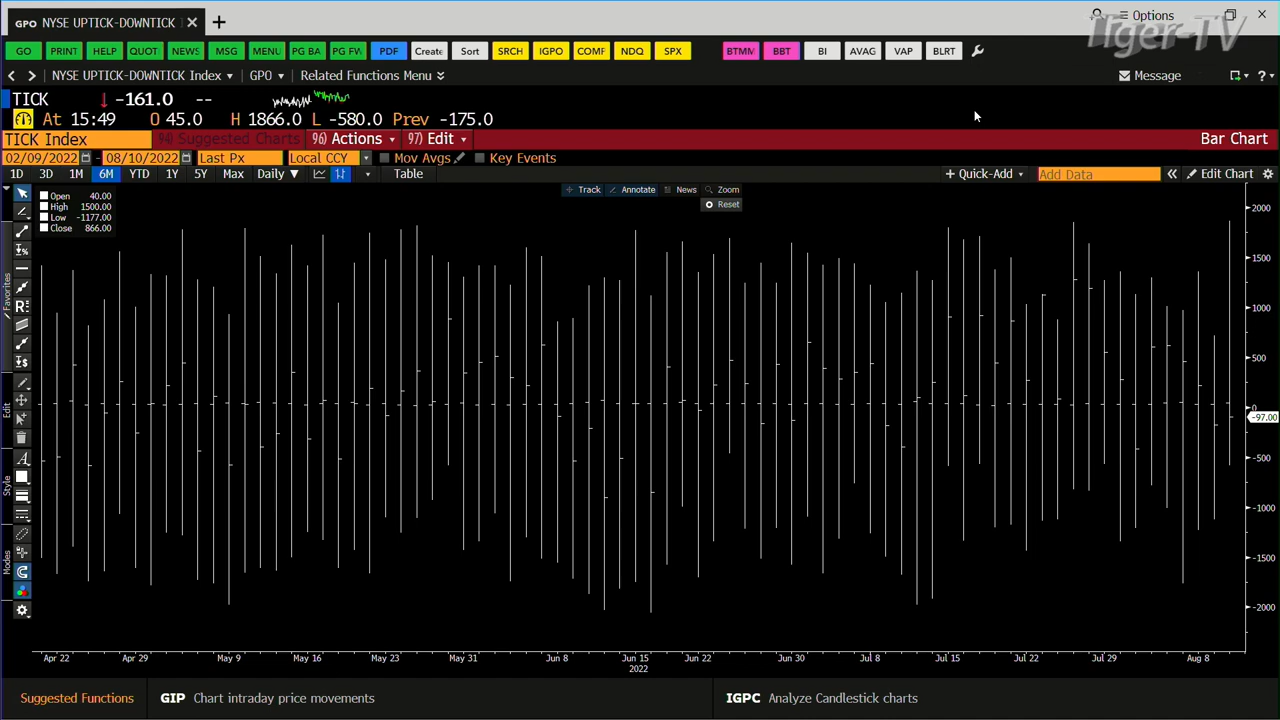 GPO NYSE UPTICK-DOWNTICK × +
Options
Tiger-TV
GO PRINT HELP QUOT NEWS MSG MENU PG BA PG FW PDF Create Sort SRCH IGPO COMF NDQ SPX BTMM BBT BI AVAG VAP BLRT
NYSE UPTICK-DOWNTICK Index GPO Related Functions Menu Message ?
TICK -161.0 --
At 15:49 O 45.0 H 1866.0 L -580.0 Prev -175.0
TICK Index 94) Suggested Charts 96) Actions 97) Edit Bar Chart
02/09/2022 - 08/10/2022 Last Px Local CCY Mov Avgs Key Events
1D 3D 1M 6M YTD 1Y 5Y Max Daily Table + Quick-Add Add Data Edit Chart
Track Annotate News Zoom
Reset
Open 40.00
High 1500.00
Low -1177.00
Close 866.00
Favorites
Edit
Style
Modes
2000
1500
1000
500
0
-97.00
-500
-1000
-1500
-2000
Apr 22 Apr 29 May 9 May 16 May 23 May 31 Jun 8 Jun 15 Jun 22 Jun 30 Jul 8 Jul 15 Jul 22 Jul 29 Aug 8
2022
Suggested Functions GIP Chart intraday price movements IGPC Analyze Candlestick charts